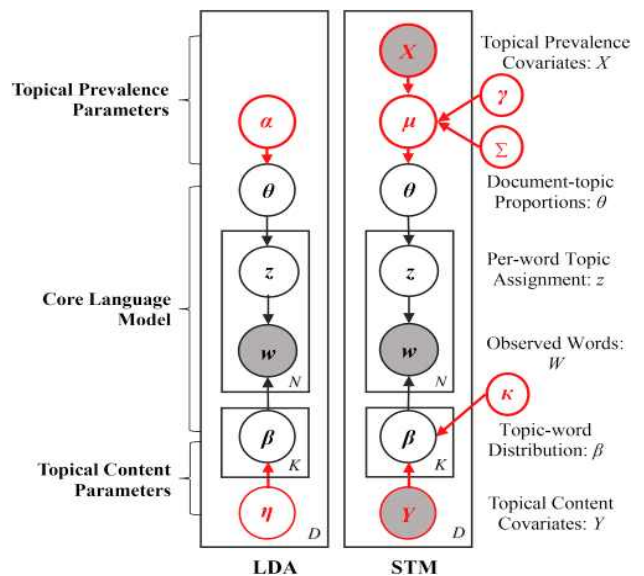 Topical Prevalence
Parameters
Core Language
Model
Topical Content
Parameters
α
θ
z
w
N
β
K
η
D
LDA
X
μ
γ
Σ
θ
z
w
N
κ
β
K
Y
D
STM
Topical Prevalence
Covariates: X
Document-topic
Proportions: θ
Per-word Topic
Assignment: z
Observed Words:
W
Topic-word
Distribution: β
Topical Content
Covariates: Y